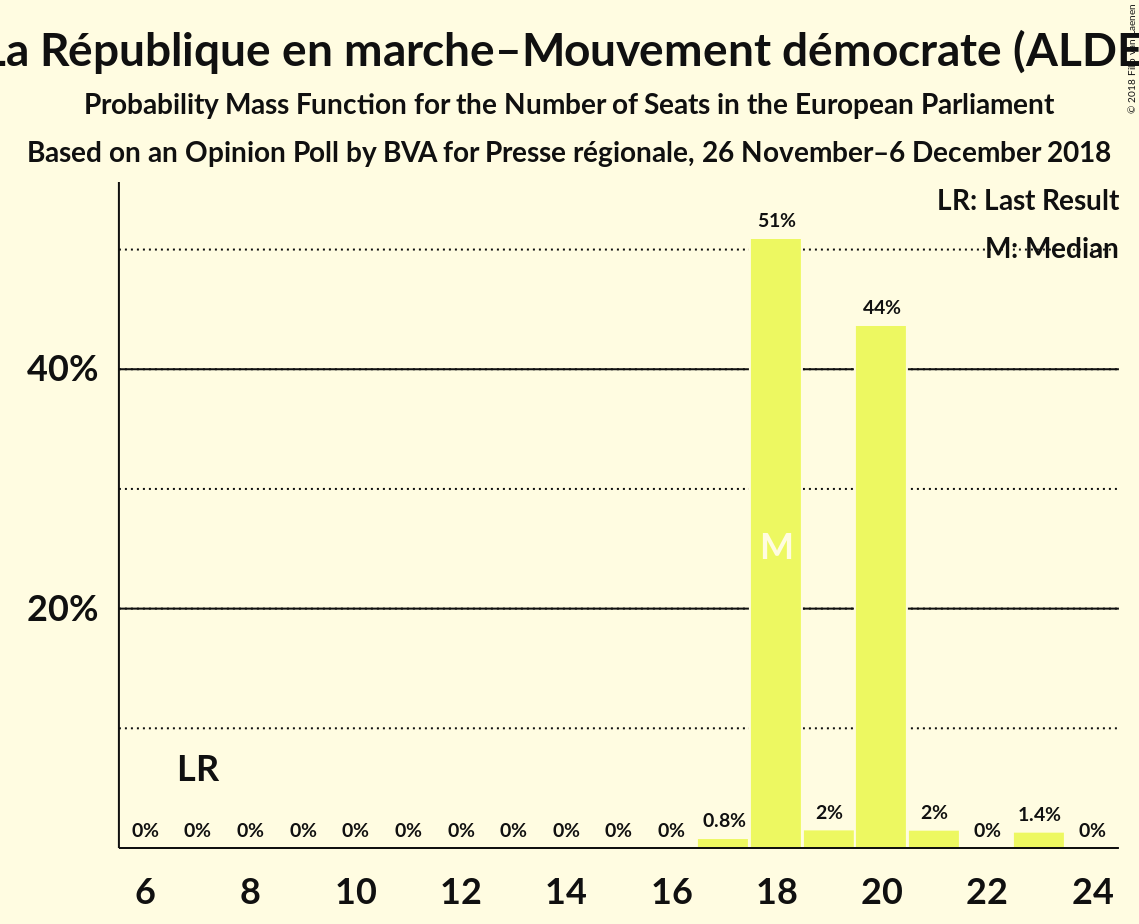 La République en marche–Mouvement démocrate (ALDE
Probability Mass Function for the Number of Seats in the European Parliament
Based on an Opinion Poll by BVA for Presse régionale, 26 November–6 December 2018
© 2018
LR: Last Result
M: Median
51%
44%
40%
M
20%
LR
0% 0% 0% 0% 0% 0% 0% 0% 0% 0% 0% 0.8% 2% 2% 0% 1.4% 0%
6 8 10 12 14 16 18 20 22 24